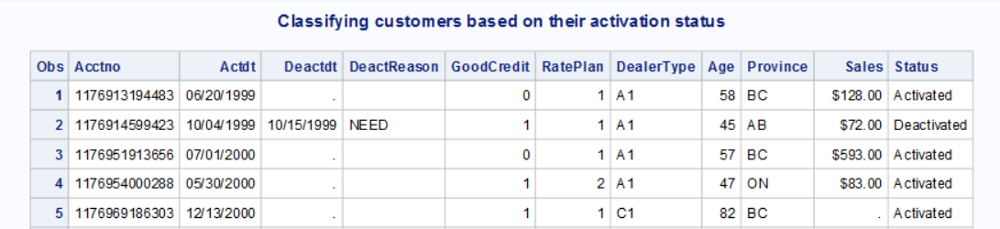 Classifying customers based on their activation status
Obs Acctno Actdt Deactdt DeactReason GoodCredit RatePlan DealerType Age Province Sales Status
1 1176913194483 06/20/1999 . 0 1 A1 58 BC $128.00 Activated
2 1176914599423 10/04/1999 10/15/1999 NEED 1 1 A1 45 AB $72.00 Deactivated
3 1176951913656 07/01/2000 . 0 1 A1 57 BC $593.00 Activated
4 1176954000288 05/30/2000 . 1 2 A1 47 ON $83.00 Activated
5 1176969186303 12/13/2000 . 1 1 C1 82 BC . Activated